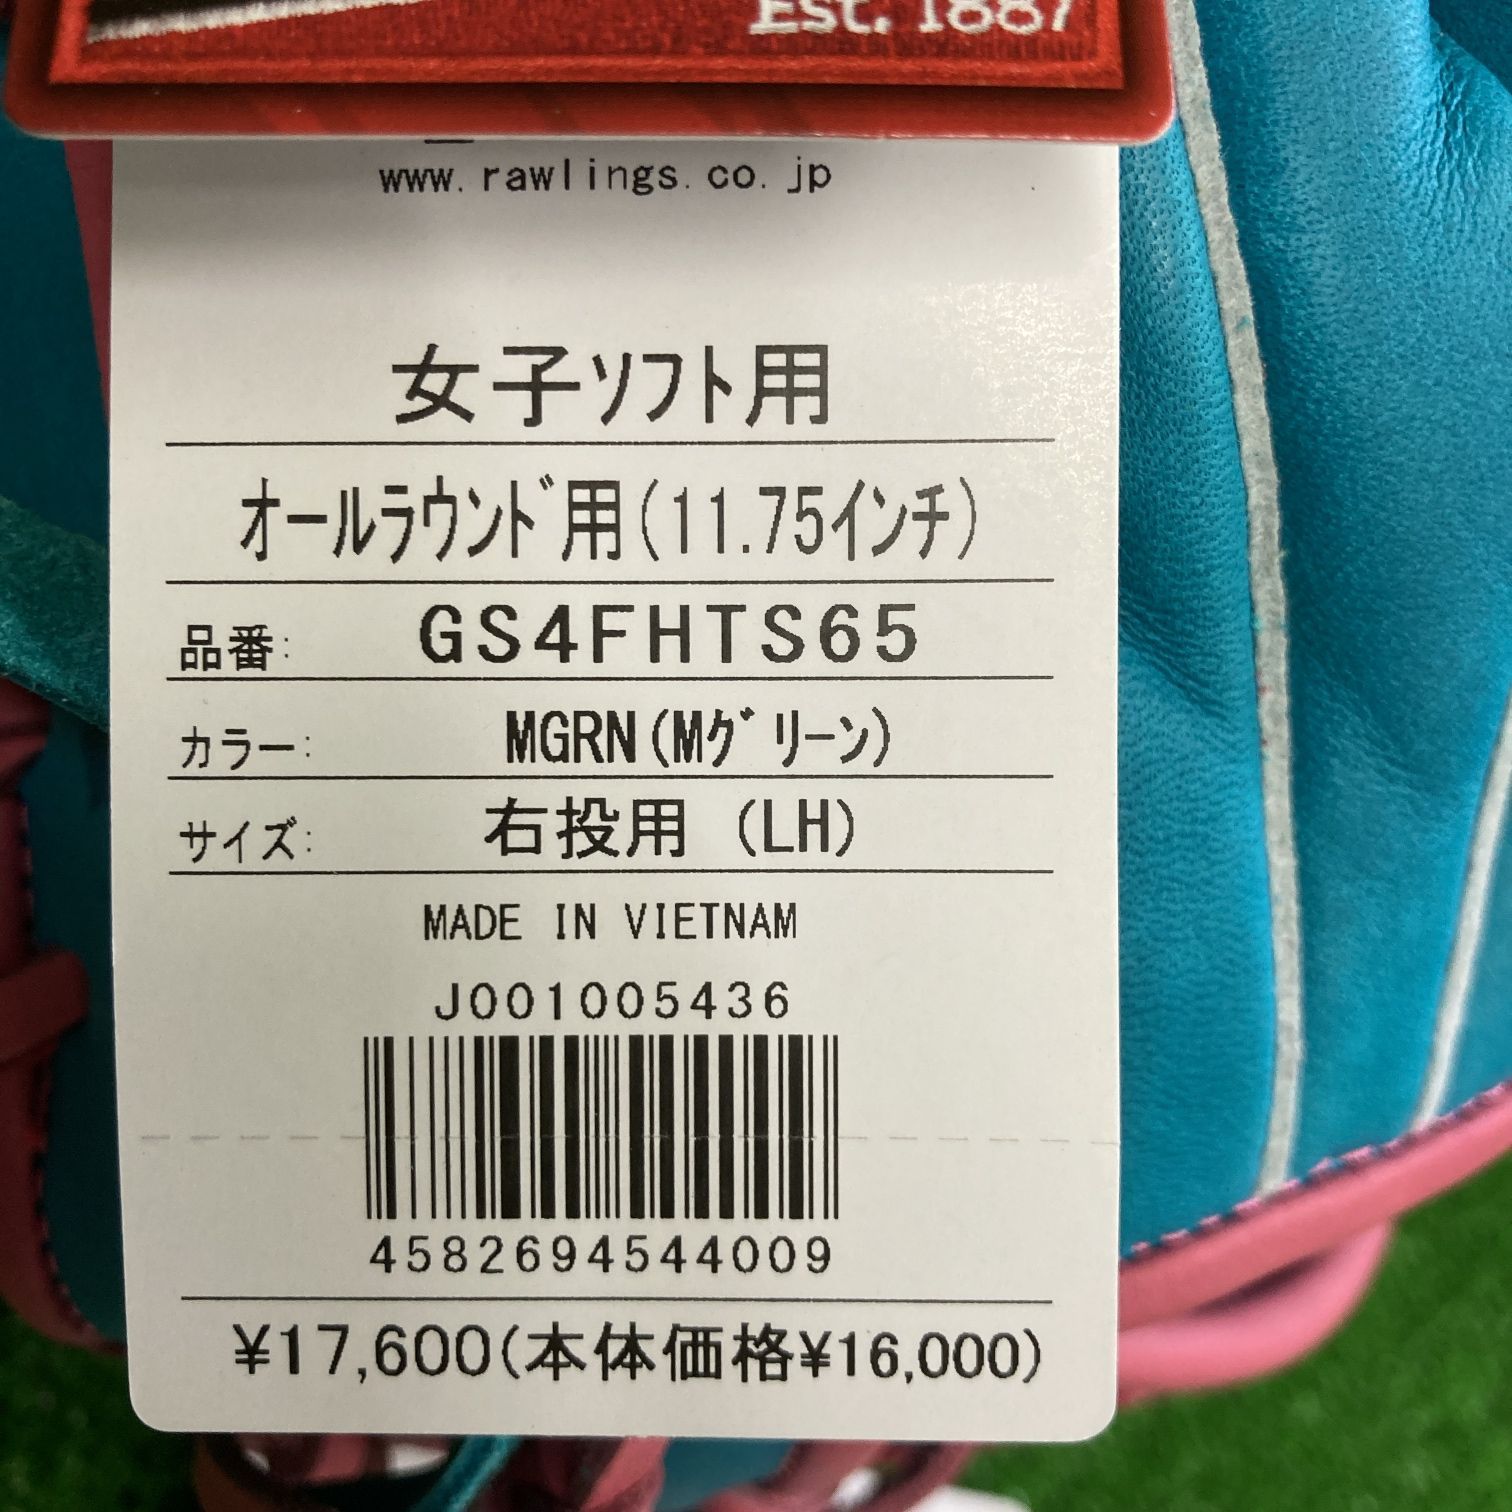 Est. 1887
www.rawlings.co.jp
女子ソフト用
オールラウンド用(11.75インチ)
品番: GS4FHTS65
カラー: MGRN(Mグリーン)
サイズ: 右投用 (LH)
MADE IN VIETNAM
J001005436
4582694544009
¥17,600(本体価格¥16,000)